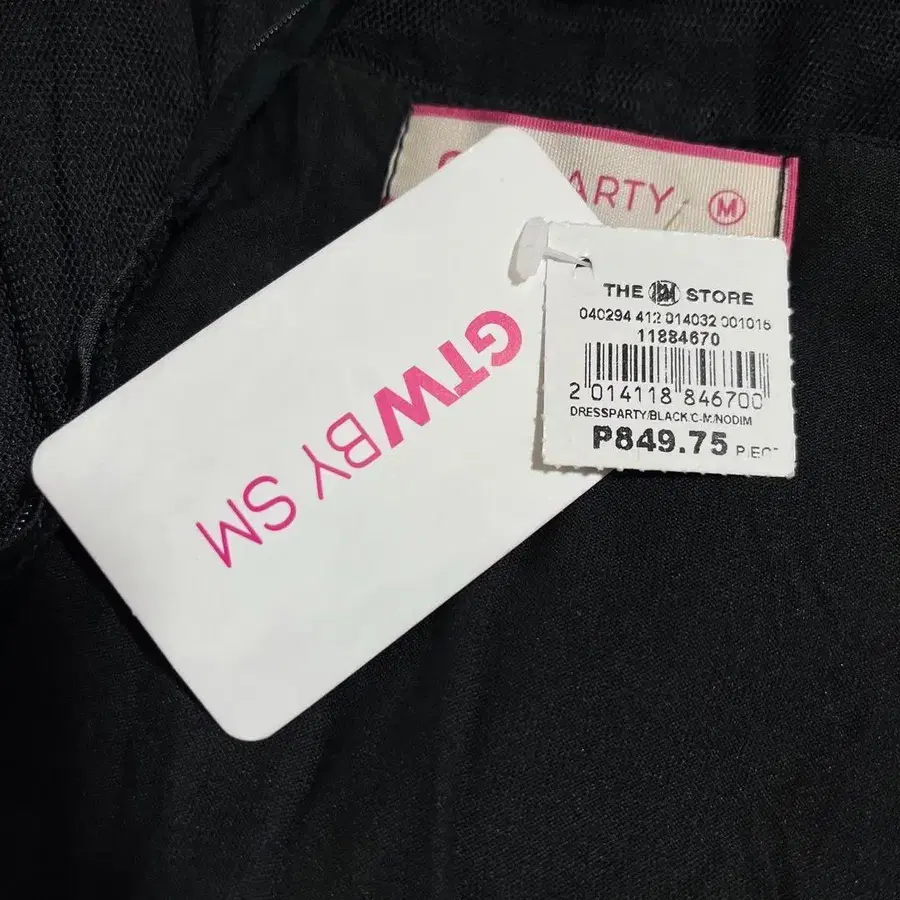 PARTY
M
GTW BY SM
THE SM STORE
040294 412 014032 001016
11884670
2 014118 846700
DRESSPARTY/BLACK/C-M/NODIM
P849.75